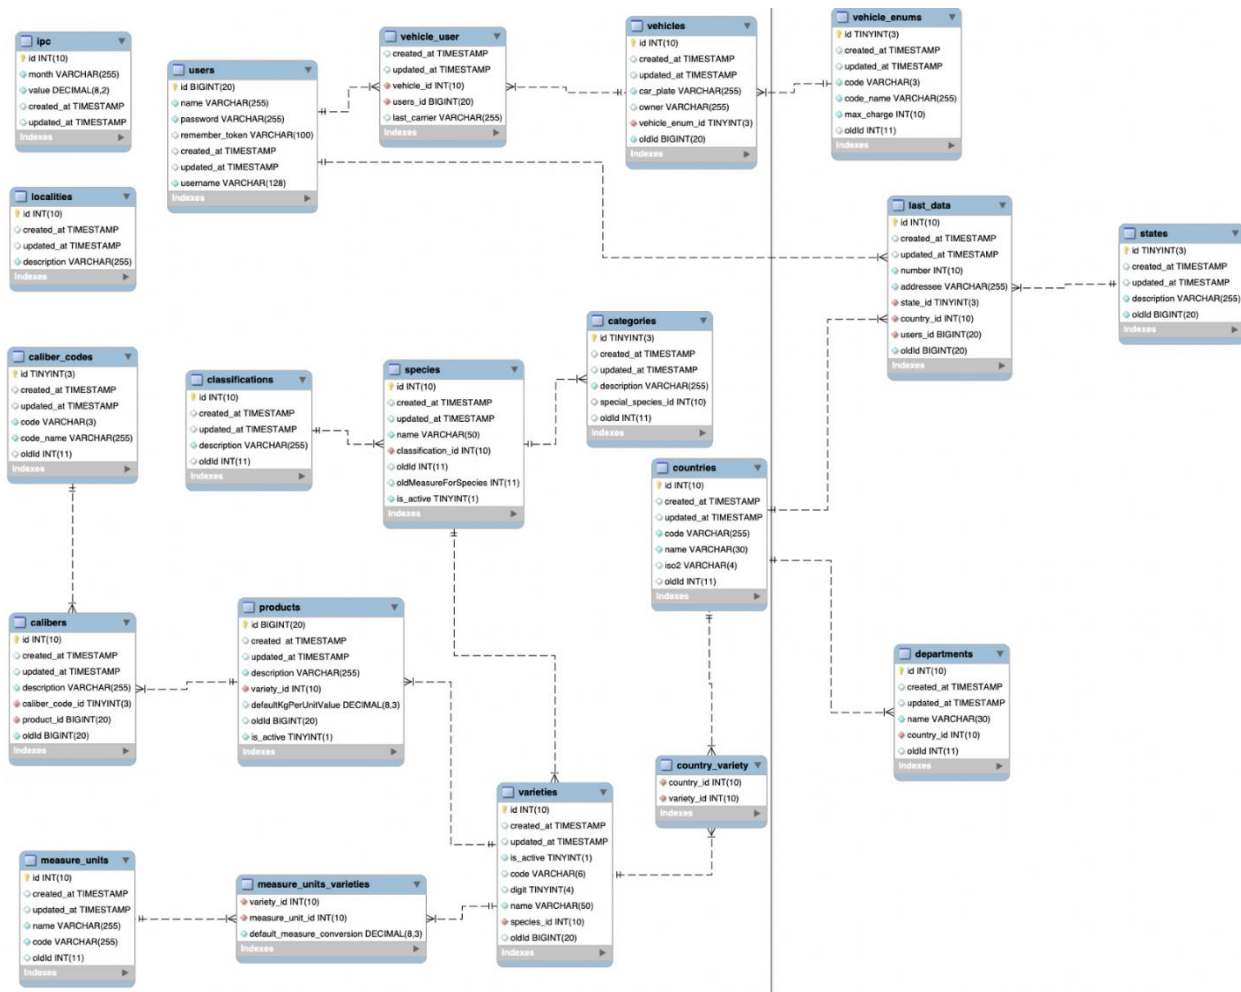 ipc
id INT(10)
month VARCHAR(255)
value DECIMAL(8,2)
created_at TIMESTAMP
updated_at TIMESTAMP
Indexes
users
id BIGINT(20)
name VARCHAR(255)
password VARCHAR(255)
remember_token VARCHAR(100)
created_at TIMESTAMP
updated_at TIMESTAMP
username VARCHAR(128)
Indexes
vehicle_user
created_at TIMESTAMP
updated_at TIMESTAMP
vehicle_id INT(10)
users_id BIGINT(20)
last_carrier VARCHAR(255)
Indexes
vehicles
id INT(10)
created_at TIMESTAMP
updated_at TIMESTAMP
car_plate VARCHAR(255)
owner VARCHAR(255)
vehicle_enum_id TINYINT(3)
oldId BIGINT(20)
Indexes
vehicle_enums
id TINYINT(3)
created_at TIMESTAMP
updated_at TIMESTAMP
code VARCHAR(3)
code_name VARCHAR(255)
max_charge INT(10)
oldId INT(11)
Indexes
localities
id INT(10)
created_at TIMESTAMP
updated_at TIMESTAMP
description VARCHAR(255)
Indexes
last_data
id INT(10)
created_at TIMESTAMP
updated_at TIMESTAMP
number INT(10)
addressee VARCHAR(255)
state_id TINYINT(3)
country_id INT(10)
users_id BIGINT(20)
oldId BIGINT(20)
Indexes
states
id TINYINT(3)
created_at TIMESTAMP
updated_at TIMESTAMP
description VARCHAR(255)
oldId BIGINT(20)
Indexes
caliber_codes
id TINYINT(3)
created_at TIMESTAMP
updated_at TIMESTAMP
code VARCHAR(3)
code_name VARCHAR(255)
oldId INT(11)
Indexes
classifications
id INT(10)
created_at TIMESTAMP
updated_at TIMESTAMP
description VARCHAR(255)
oldId INT(11)
Indexes
species
id INT(10)
created_at TIMESTAMP
updated_at TIMESTAMP
name VARCHAR(50)
classification_id INT(10)
oldId INT(11)
oldMeasureForSpecies INT(11)
is_active TINYINT(1)
Indexes
categories
id TINYINT(3)
created_at TIMESTAMP
updated_at TIMESTAMP
description VARCHAR(255)
special_species_id INT(10)
oldId INT(11)
Indexes
countries
id INT(10)
created_at TIMESTAMP
updated_at TIMESTAMP
code VARCHAR(255)
name VARCHAR(30)
iso2 VARCHAR(4)
oldId INT(11)
Indexes
calibers
id INT(10)
created_at TIMESTAMP
updated_at TIMESTAMP
description VARCHAR(255)
caliber_code_id TINYINT(3)
product_id BIGINT(20)
oldId BIGINT(20)
Indexes
products
id BIGINT(20)
created_at TIMESTAMP
updated_at TIMESTAMP
description VARCHAR(255)
variety_id INT(10)
defaultKgPerUnitValue DECIMAL(8,3)
oldId BIGINT(20)
is_active TINYINT(1)
Indexes
departments
id INT(10)
created_at TIMESTAMP
updated_at TIMESTAMP
name VARCHAR(30)
country_id INT(10)
oldId INT(11)
Indexes
country_variety
country_id INT(10)
variety_id INT(10)
Indexes
varieties
id INT(10)
created_at TIMESTAMP
updated_at TIMESTAMP
is_active TINYINT(1)
code VARCHAR(6)
digit TINYINT(4)
name VARCHAR(50)
species_id INT(10)
oldId BIGINT(20)
Indexes
measure_units
id INT(10)
created_at TIMESTAMP
updated_at TIMESTAMP
name VARCHAR(255)
code VARCHAR(255)
oldId INT(11)
Indexes
measure_units_varieties
variety_id INT(10)
measure_unit_id INT(10)
default_measure_conversion DECIMAL(8,3)
Indexes